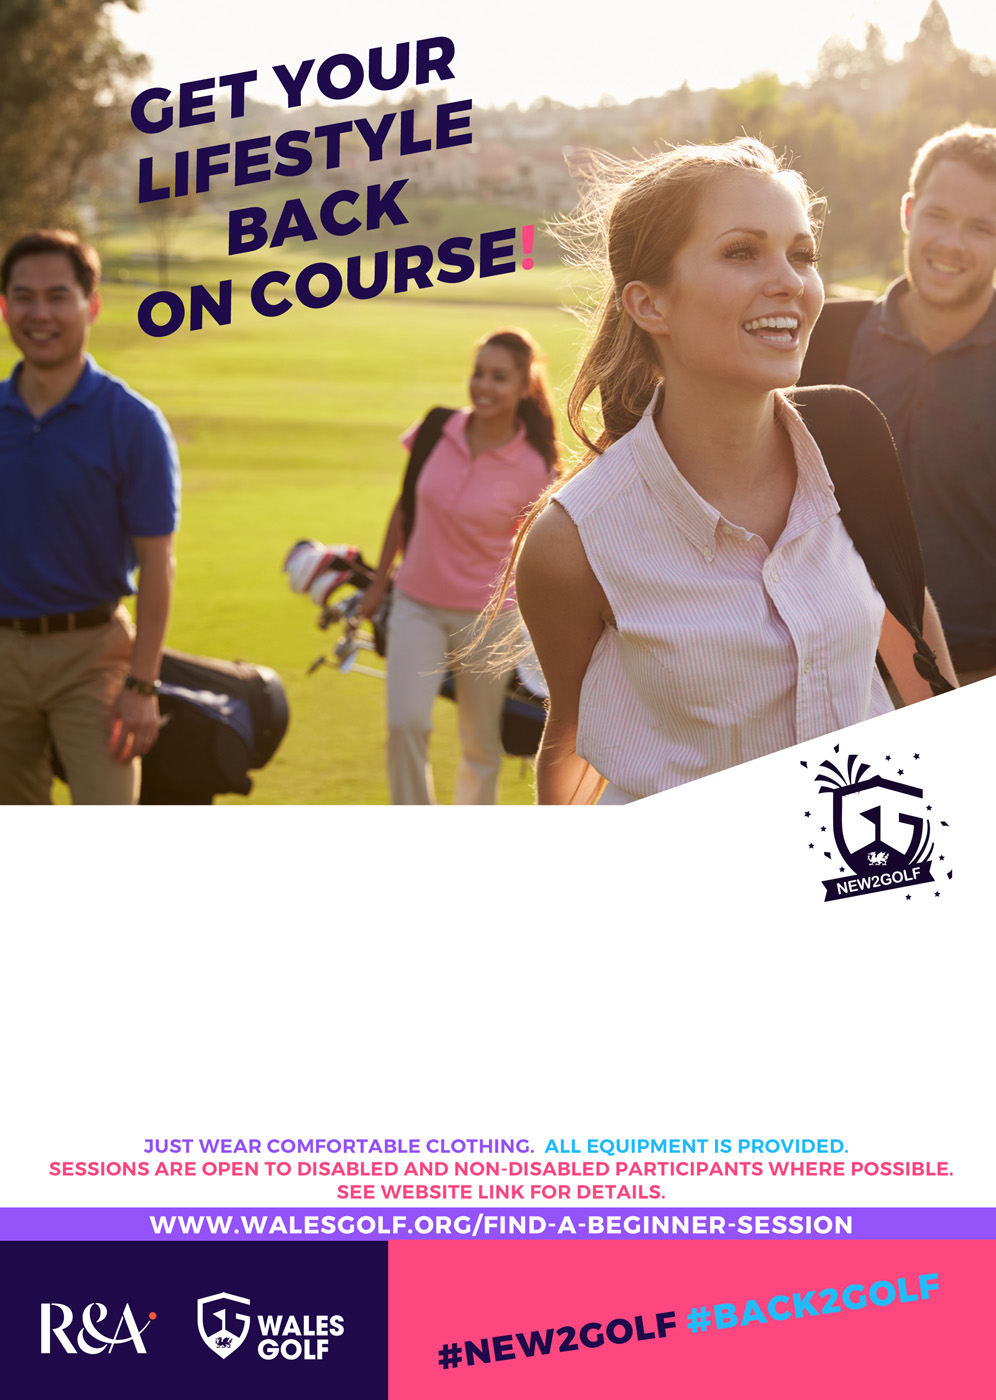 GET YOUR
LIFESTYLE
BACK
ON COURSE!
NEW2GOLF
JUST WEAR COMFORTABLE CLOTHING. ALL EQUIPMENT IS PROVIDED.
SESSIONS ARE OPEN TO DISABLED AND NON-DISABLED PARTICIPANTS WHERE POSSIBLE.
SEE WEBSITE LINK FOR DETAILS.
WWW.WALESGOLF.ORG/FIND-A-BEGINNER-SESSION
R&A
WALES
GOLF
#NEW2GOLF #BACK2GOLF